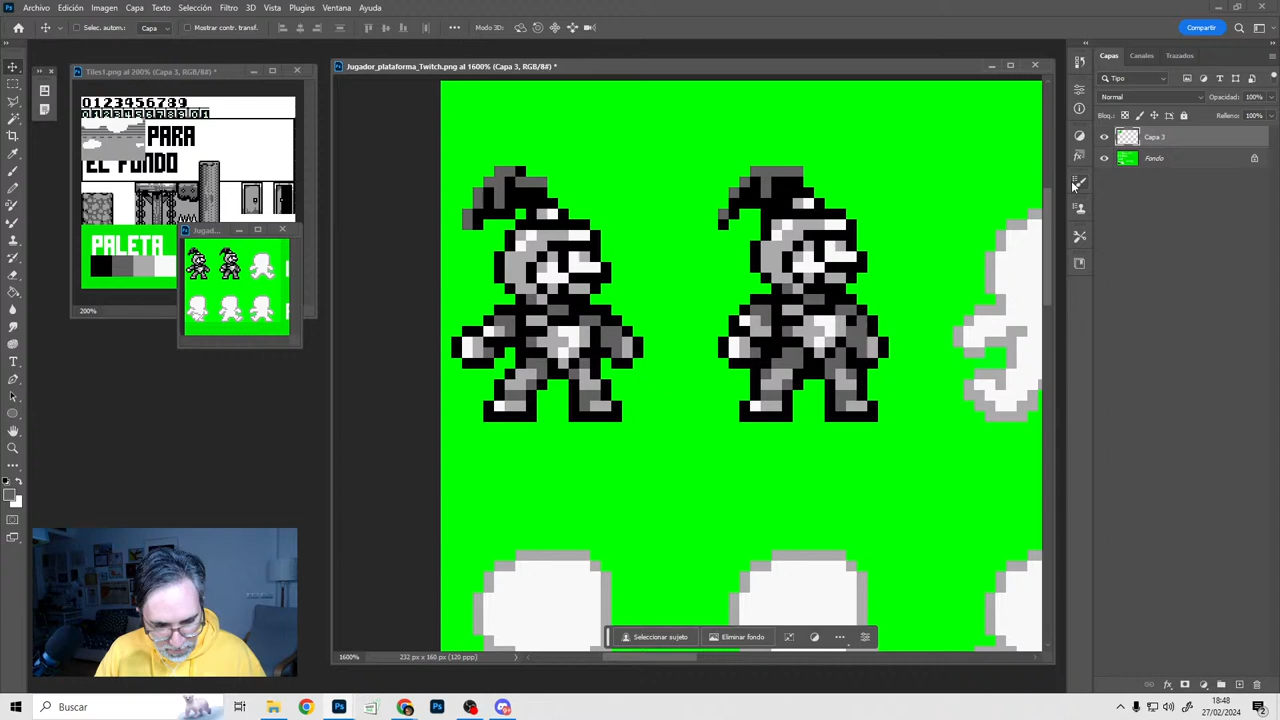 Ps Archivo Edición Imagen Capa Texto Selección Filtro 3D Vista Plugins Ventana Ayuda
Selec. autom.: Capa Mostrar contr. transf. Modo 3D: Compartir
Tiles1.png al 200% (Capa 3, RGB/8#) *
Jugador_plataforma_Twitch.png al 1600% (Capa 3, RGB/8#) *
Capas Canales Trazados
Tipo
Normal Opacidad: 100%
Bloq.: Relleno: 100%
Capa 3
Fondo
0123456789
PARA
EL FONDO
PALETA
Jugad...
200%
Seleccionar sujeto Eliminar fondo
1600% 232 px x 160 px (120 ppp)
Buscar
18:48
27/02/2024